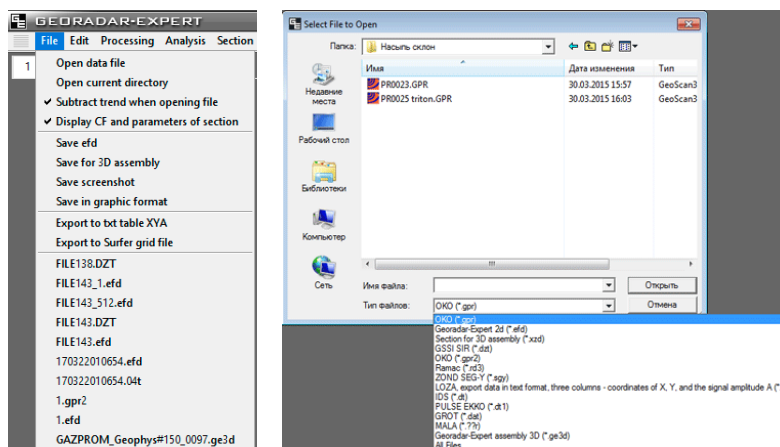 GEORADAR-EXPERT
File Edit Processing Analysis Section
1
Open data file
Open current directory
Subtract trend when opening file
Display CF and parameters of section
Save efd
Save for 3D assembly
Save screenshot
Save in graphic format
Export to txt table XYA
Export to Surfer grid file
FILE138.DZT
FILE143_1.efd
FILE143_512.efd
FILE143.DZT
FILE143.efd
170322010654.efd
170322010654.04t
1.gpr2
1.efd
GAZPROM_Geophys#150_0097.ge3d
Select File to Open
Папка: Насыпь склон
Имя Дата изменения Тип
PR0023.GPR 30.03.2015 15:57 GeoScan3
PR0025 triton.GPR 30.03.2015 16:03 GeoScan3
Недавние места
Рабочий стол
Библиотеки
Компьютер
Сеть
Имя файла: Открыть
Тип файлов: OKO (*.gpr) Отмена
OKO (*.gpr)
Georadar-Expert 2d (*.efd)
Section for 3D assembly (*.xzd)
GSSI SIR (*.dzt)
OKO (*.gpr2)
Ramac (*.rd3)
ZOND SEG-Y (*.sgy)
LOZA, export data in text format, three columns - coordinates of X, Y, and the signal amplitude A (*
IDS (*.dt)
PULSE EKKO (*.dt1)
GROT (*.dat)
MALA (*.??r)
Georadar-Expert assembly 3D (*.ge3d)
All Files